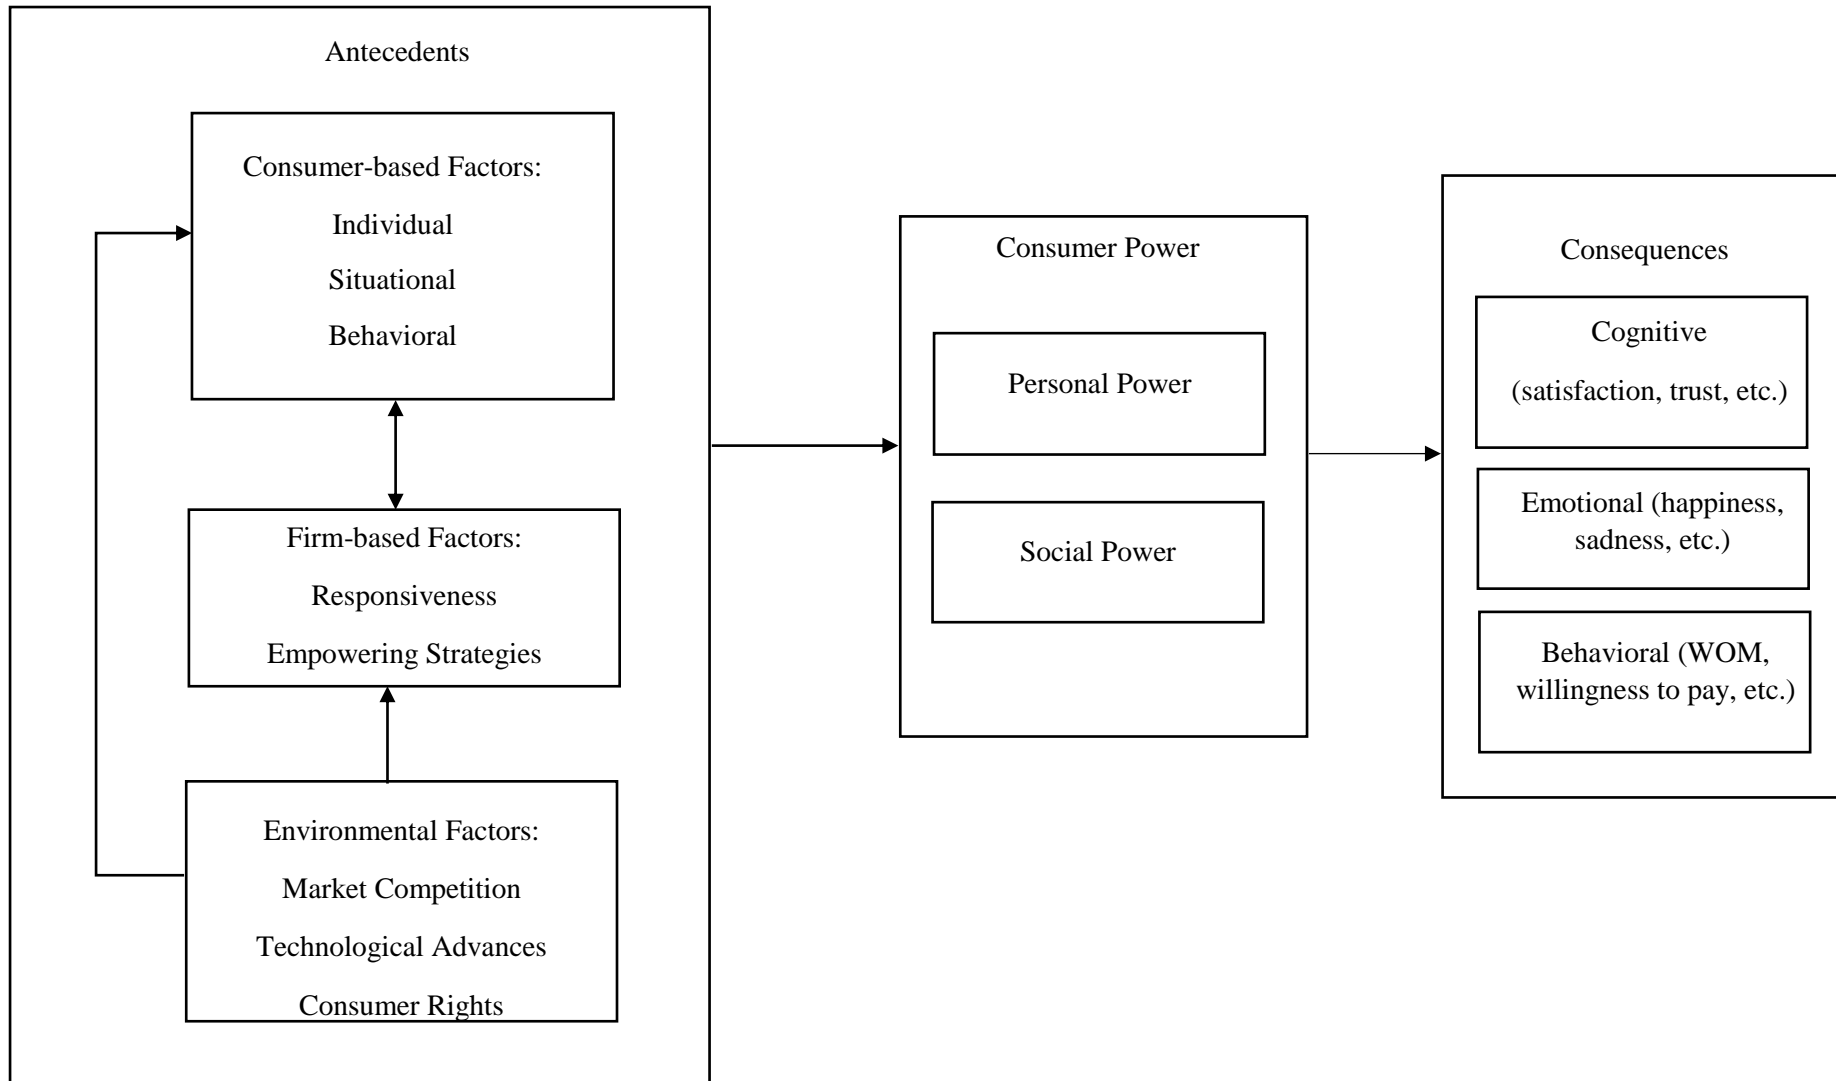 Antecedents
Consumer-based Factors:
Individual
Situational
Behavioral
Firm-based Factors:
Responsiveness
Empowering Strategies
Environmental Factors:
Market Competition
Technological Advances
Consumer Rights
Consumer Power
Personal Power
Social Power
Consequences
Cognitive
(satisfaction, trust, etc.)
Emotional (happiness,
sadness, etc.)
Behavioral (WOM,
willingness to pay, etc.)